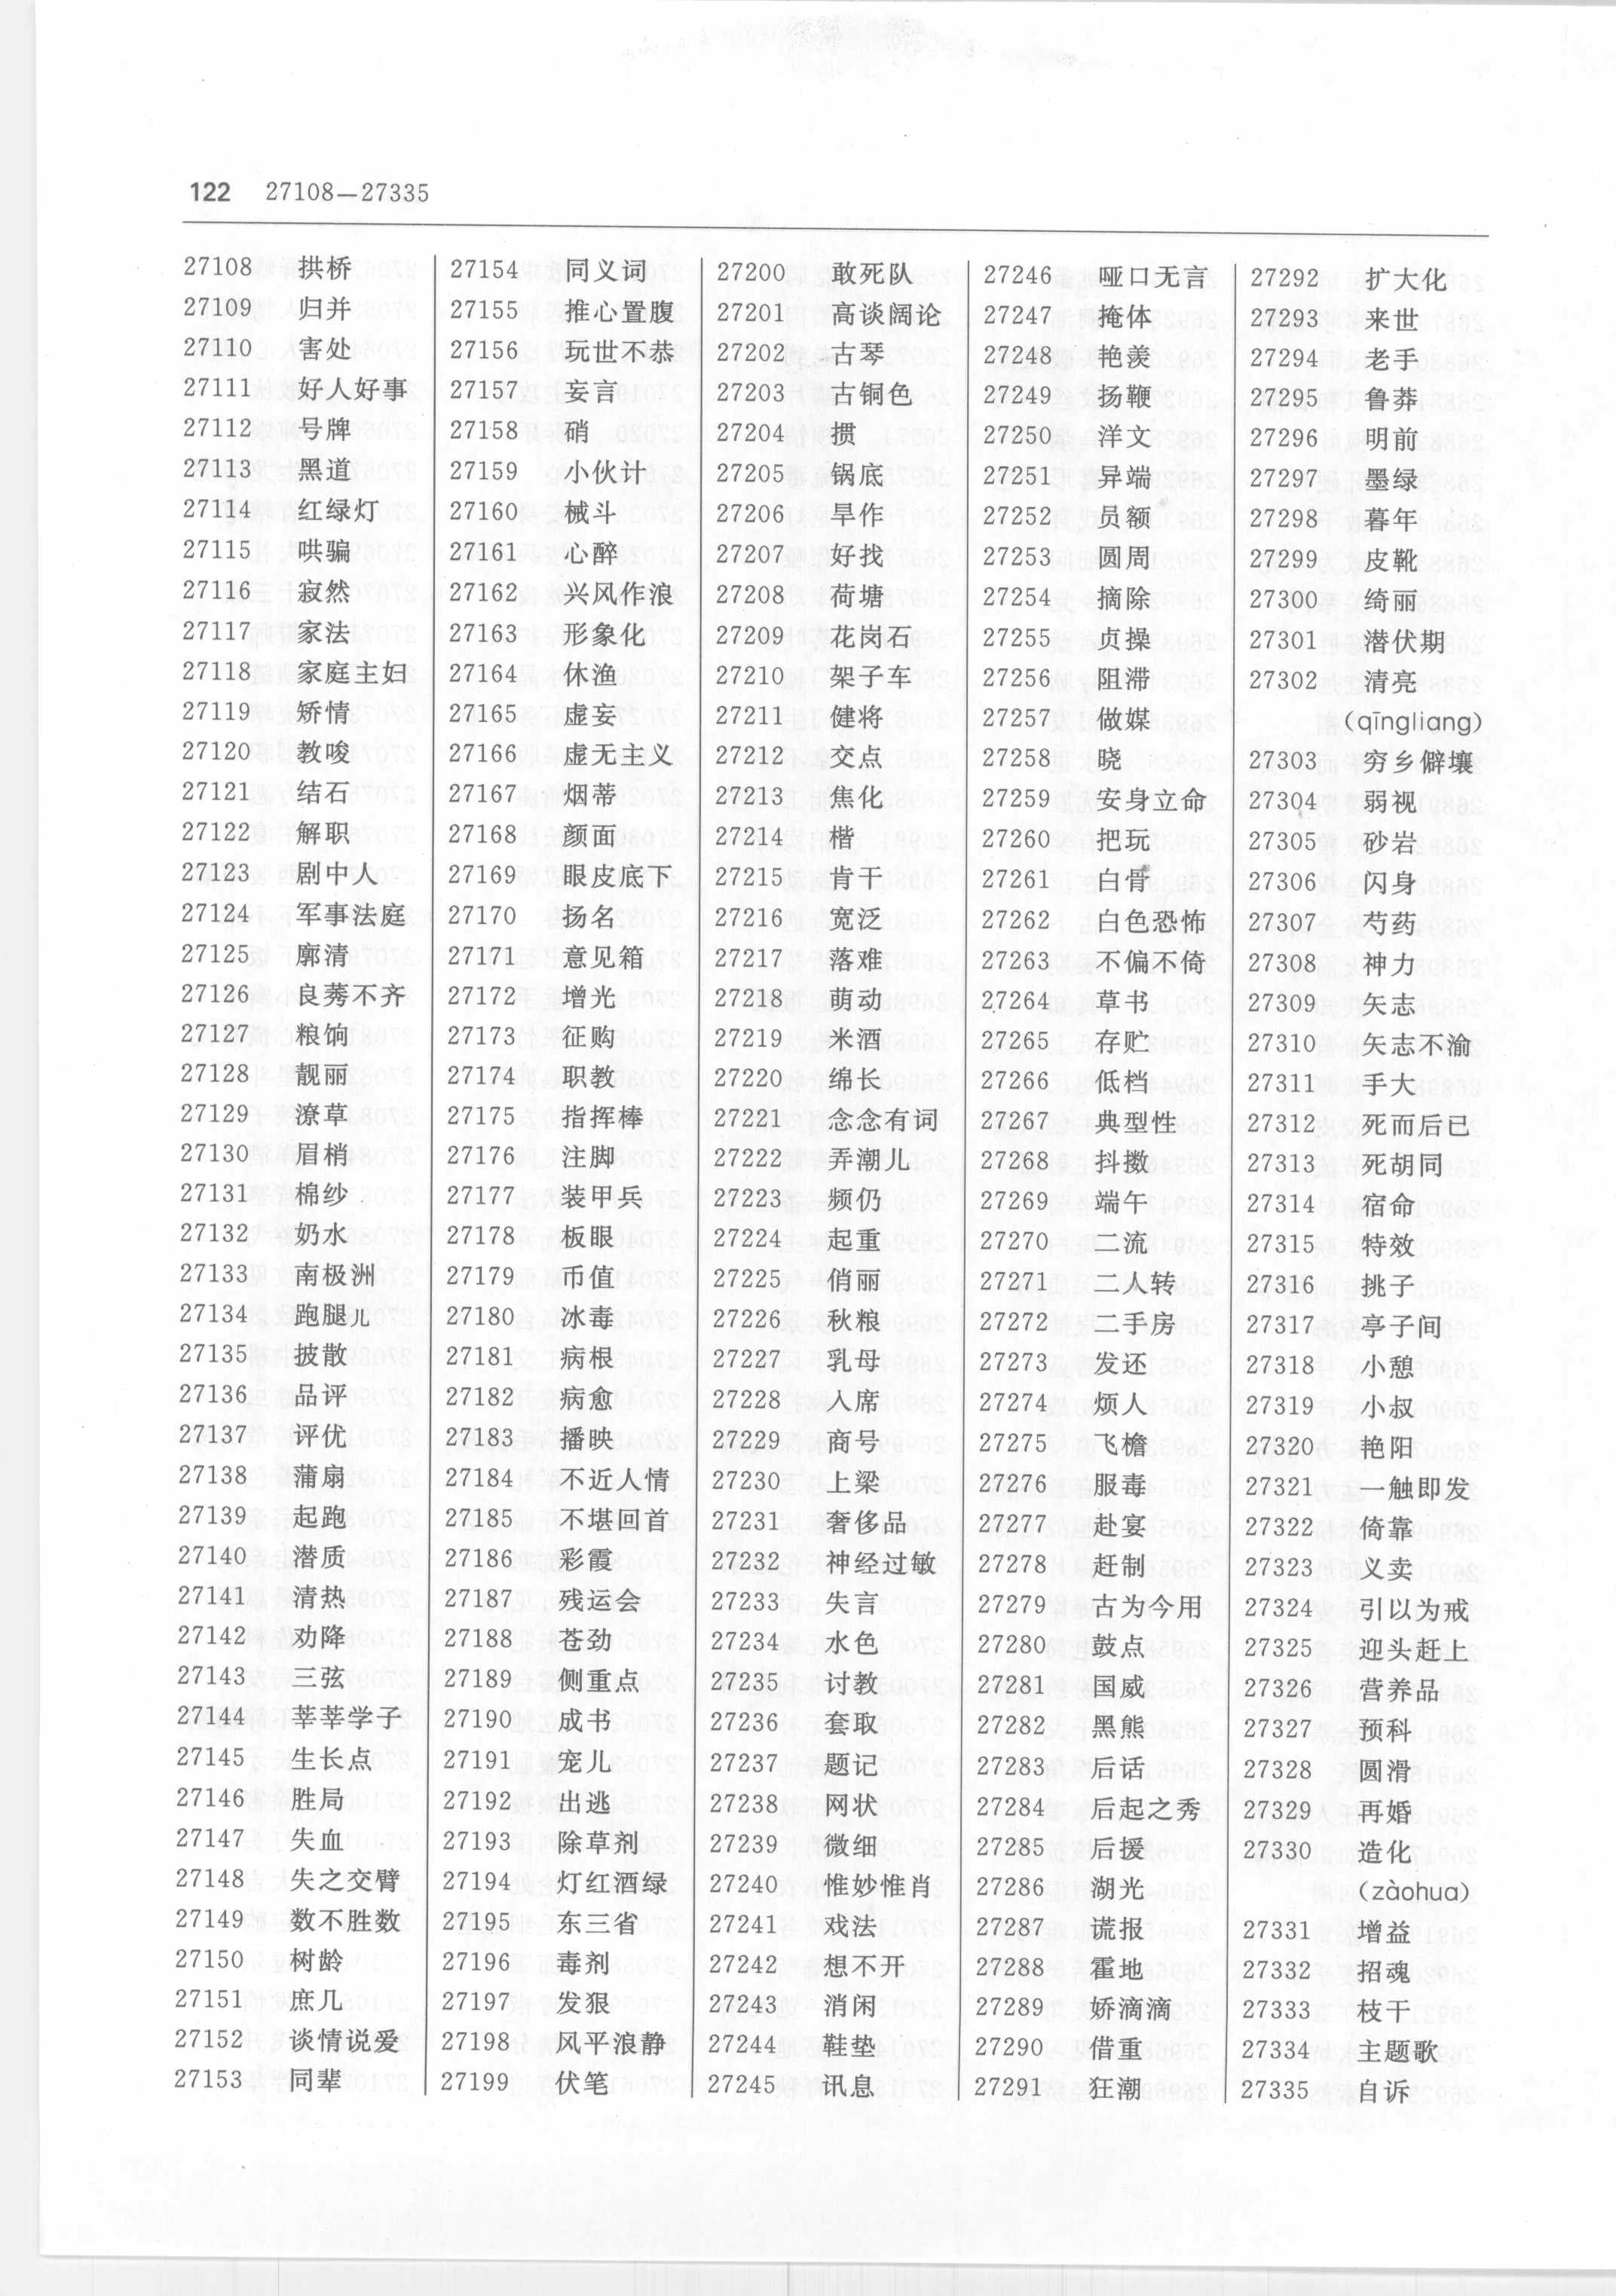 122 27108—27335
27108 拱桥
27109 归并
27110 害处
27111 好人好事
27112 号牌
27113 黑道
27114 红绿灯
27115 哄骗
27116 寂然
27117 家法
27118 家庭主妇
27119 矫情
27120 教唆
27121 结石
27122 解职
27123 剧中人
27124 军事法庭
27125 廓清
27126 良莠不齐
27127 粮饷
27128 靓丽
27129 潦草
27130 眉梢
27131 棉纱
27132 奶水
27133 南极洲
27134 跑腿儿
27135 披散
27136 品评
27137 评优
27138 蒲扇
27139 起跑
27140 潜质
27141 清热
27142 劝降
27143 三弦
27144 莘莘学子
27145 生长点
27146 胜局
27147 失血
27148 失之交臂
27149 数不胜数
27150 树龄
27151 庶几
27152 谈情说爱
27153 同辈
27154 同义词
27155 推心置腹
27156 玩世不恭
27157 妄言
27158 硝
27159 小伙计
27160 械斗
27161 心醉
27162 兴风作浪
27163 形象化
27164 休渔
27165 虚妄
27166 虚无主义
27167 烟蒂
27168 颜面
27169 眼皮底下
27170 扬名
27171 意见箱
27172 增光
27173 征购
27174 职教
27175 指挥棒
27176 注脚
27177 装甲兵
27178 板眼
27179 币值
27180 冰毒
27181 病根
27182 病愈
27183 播映
27184 不近人情
27185 不堪回首
27186 彩霞
27187 残运会
27188 苍劲
27189 侧重点
27190 成书
27191 宠儿
27192 出逃
27193 除草剂
27194 灯红酒绿
27195 东三省
27196 毒剂
27197 发狠
27198 风平浪静
27199 伏笔
27200 敢死队
27201 高谈阔论
27202 古琴
27203 古铜色
27204 掼
27205 锅底
27206 旱作
27207 好找
27208 荷塘
27209 花岗石
27210 架子车
27211 健将
27212 交点
27213 焦化
27214 楷
27215 肯干
27216 宽泛
27217 落难
27218 萌动
27219 米酒
27220 绵长
27221 念念有词
27222 弄潮儿
27223 频仍
27224 起重
27225 俏丽
27226 秋粮
27227 乳母
27228 入席
27229 商号
27230 上梁
27231 奢侈品
27232 神经过敏
27233 失言
27234 水色
27235 讨教
27236 套取
27237 题记
27238 网状
27239 微细
27240 惟妙惟肖
27241 戏法
27242 想不开
27243 消闲
27244 鞋垫
27245 讯息
27246 哑口无言
27247 掩体
27248 艳羡
27249 扬鞭
27250 洋文
27251 异端
27252 员额
27253 圆周
27254 摘除
27255 贞操
27256 阻滞
27257 做媒
27258 晓
27259 安身立命
27260 把玩
27261 白骨
27262 白色恐怖
27263 不偏不倚
27264 草书
27265 存贮
27266 低档
27267 典型性
27268 抖擞
27269 端午
27270 二流
27271 二人转
27272 二手房
27273 发还
27274 烦人
27275 飞檐
27276 服毒
27277 赴宴
27278 赶制
27279 古为今用
27280 鼓点
27281 国威
27282 黑熊
27283 后话
27284 后起之秀
27285 后援
27286 湖光
27287 谎报
27288 霍地
27289 娇滴滴
27290 借重
27291 狂潮
27292 扩大化
27293 来世
27294 老手
27295 鲁莽
27296 明前
27297 墨绿
27298 暮年
27299 皮靴
27300 绮丽
27301 潜伏期
27302 清亮
(qīngliang)
27303 穷乡僻壤
27304 弱视
27305 砂岩
27306 闪身
27307 芍药
27308 神力
27309 矢志
27310 矢志不渝
27311 手大
27312 死而后已
27313 死胡同
27314 宿命
27315 特效
27316 挑子
27317 亭子间
27318 小憩
27319 小叔
27320 艳阳
27321 一触即发
27322 倚靠
27323 义卖
27324 引以为戒
27325 迎头赶上
27326 营养品
27327 预科
27328 圆滑
27329 再婚
27330 造化
(zàohua)
27331 增益
27332 招魂
27333 枝干
27334 主题歌
27335 自诉